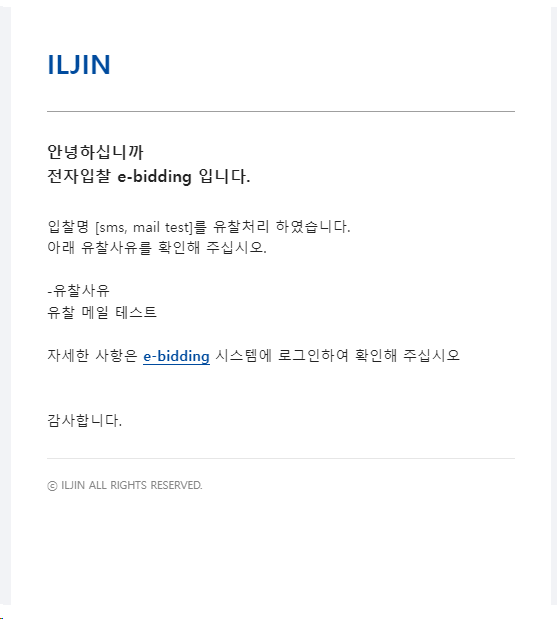 ILJIN
안녕하십니까
전자입찰 e-bidding 입니다.
입찰명 [sms, mail test]를 유찰처리 하였습니다.
아래 유찰사유를 확인해 주십시오.
-유찰사유
유찰 메일 테스트
자세한 사항은 e-bidding 시스템에 로그인하여 확인해 주십시오
감사합니다.
ⓒ ILJIN ALL RIGHTS RESERVED.